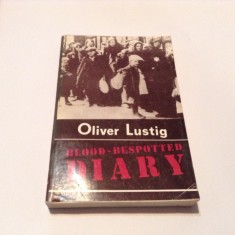 Oliver Lustig
BLOOD-BESPOTTED
DIARY